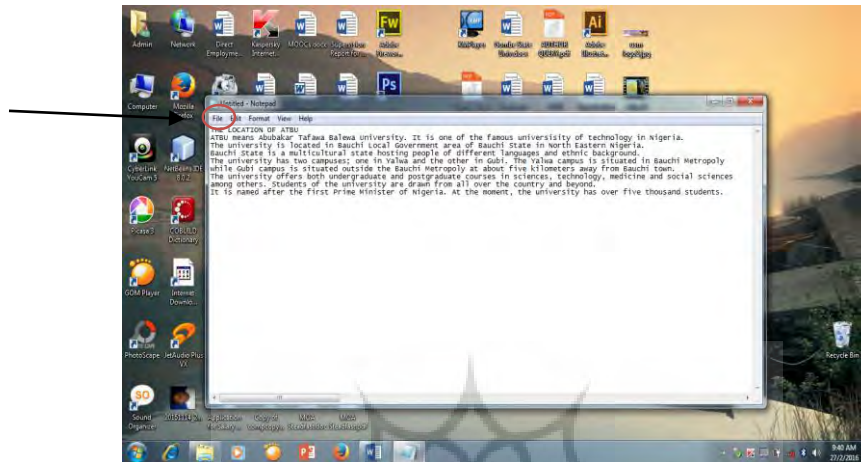 Admin
Network
Direct
Employme...
Kaspersky
Internet...
MOOCs.docx
Adobe
Fw
Ai
Adobe
Computer
Mozilla
Firefox
Ps
Untitled - Notepad
File Edit Format View Help
THE LOCATION OF ATBU
ATBU means Abubakar Tafawa Balewa University. It is one of the famous universisity of technology in Nigeria.
The university is located in Bauchi Local Government area of Bauchi State in North Eastern Nigeria.
Bauchi State is a multicultural state hosting people of different languages and ethnic background.
The university has two campuses; one in Yalwa and the other in Gubi. The Yalwa campus is situated in Bauchi Metropoly
while Gubi campus is situated outside the Bauchi Metropoly at about five kilometers away from Bauchi town.
The university offers both undergraduate and postgraduate courses in sciences, technology, medicine and social sciences
among others. Students of the university are drawn from all over the country and beyond.
It is named after the first Prime Minister of Nigeria. At the moment, the university has over five thousand students.
CyberLink
YouCam 5
NetBeans IDE
8.0.2
Picasa 3
COBUILD
Dictionary
GOM Player
Internet
Downlo...
PhotoScape
JetAudio Plus
VX
Recycle Bin
Sound
Organizer
9:40 AM
27/2/2016